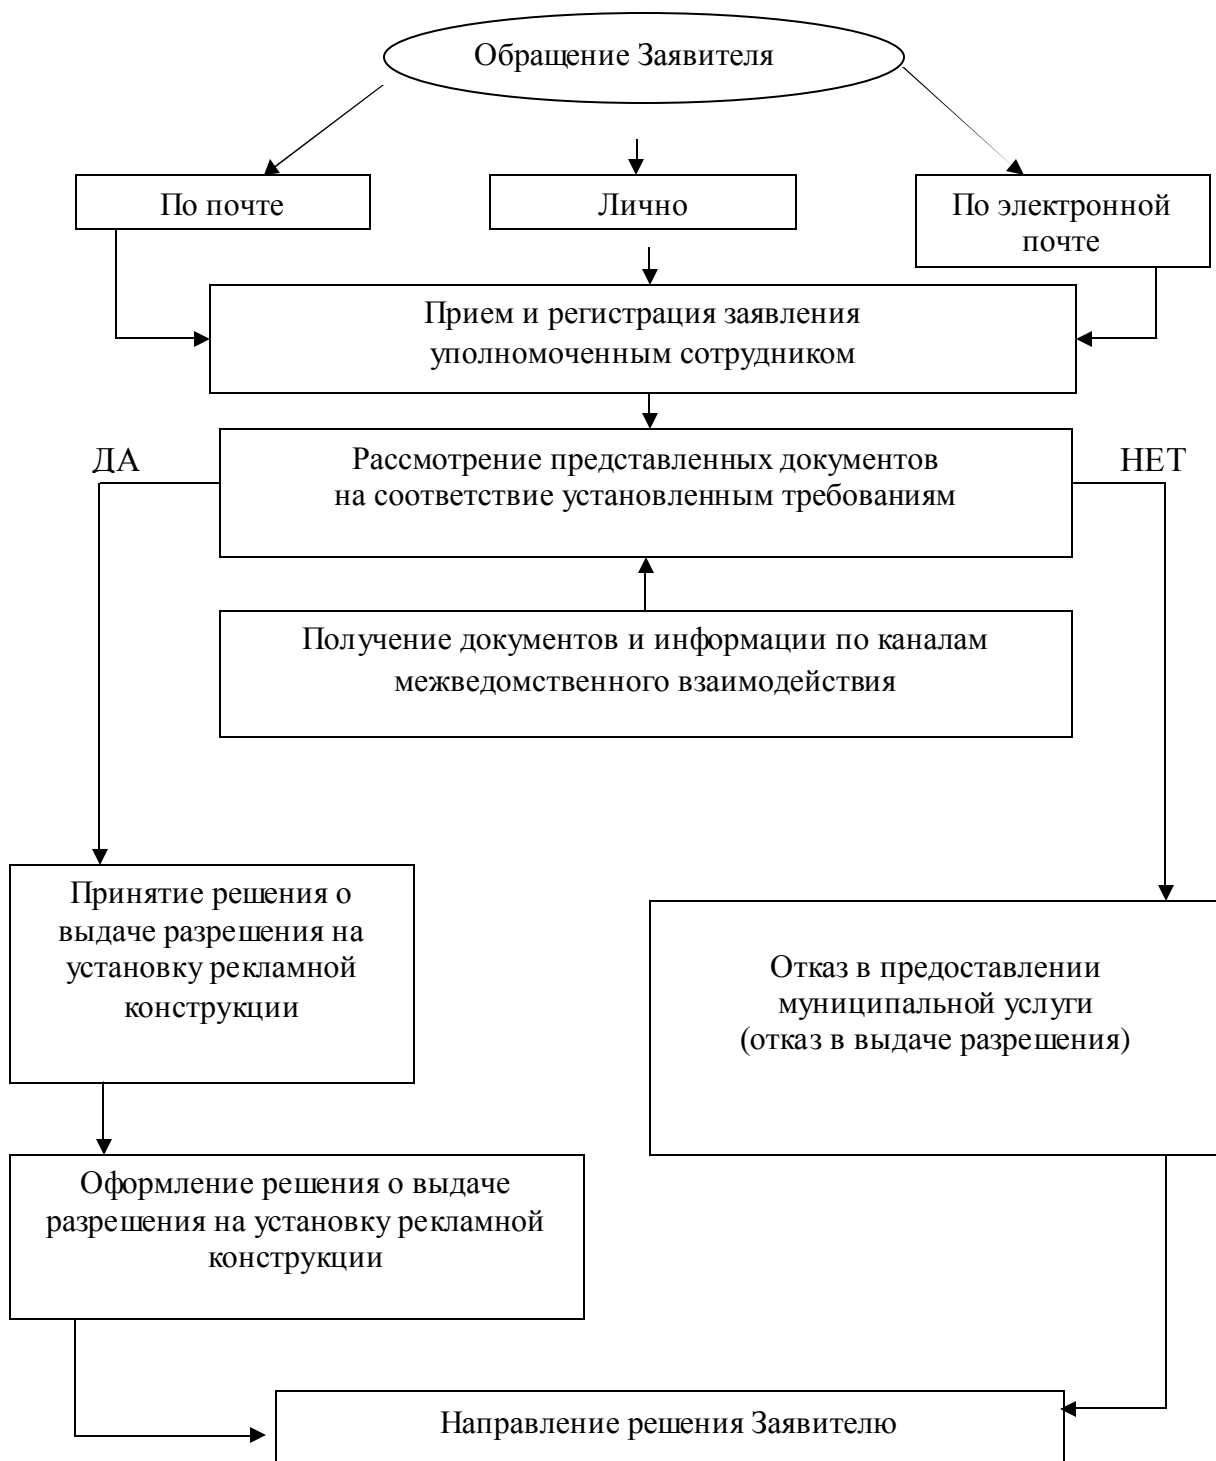 Обращение Заявителя
По почте
Лично
По электронной
почте
Прием и регистрация заявления
уполномоченным сотрудником
ДА
Рассмотрение представленных документов
на соответствие установленным требованиям
НЕТ
Получение документов и информации по каналам
межведомственного взаимодействия
Принятие решения о
выдаче разрешения на
установку рекламной
конструкции
Отказ в предоставлении
муниципальной услуги
(отказ в выдаче разрешения)
Оформление решения о выдаче
разрешения на установку рекламной
конструкции
Направление решения Заявителю